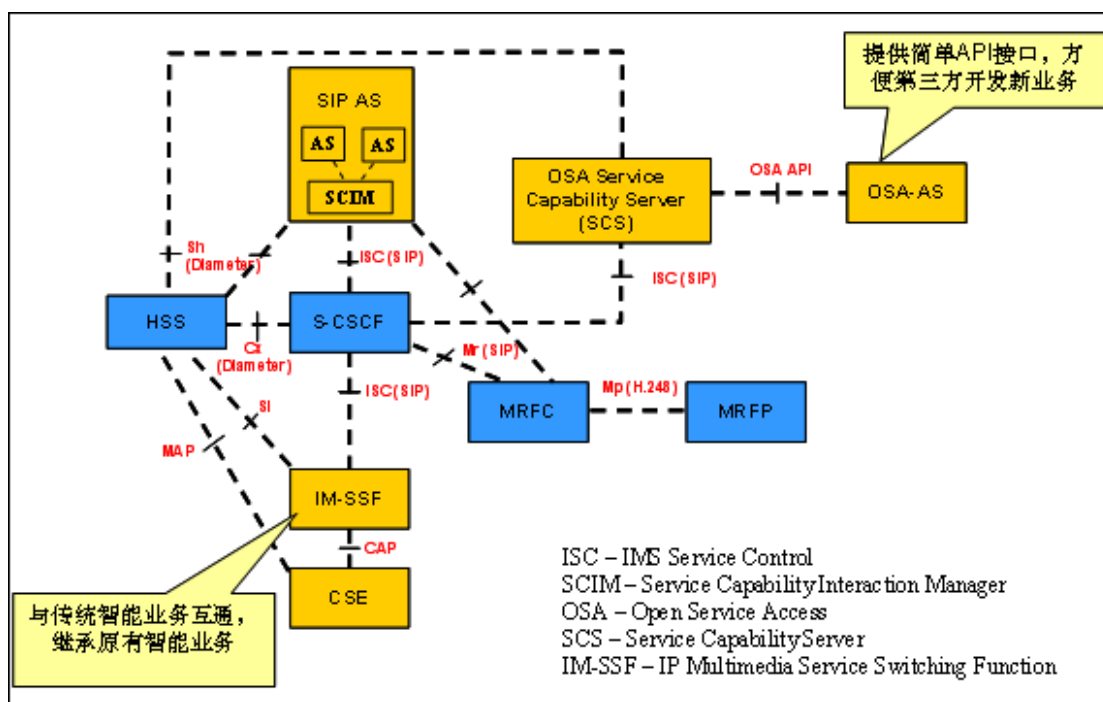 提供简单API接口，方
便第三方开发新业务
SIP AS
AS
AS
SCIM
OSA Service
Capability Server
(SCS)
OSA API
OSA-AS
Sh
(Diameter)
ISC(SIP)
ISC(SIP)
HSS
S-CSCF
Cx
(Diameter)
Mr(SIP)
ISC(SIP)
Mp(H.248)
MRFC
MRFP
SI
MAP
IM-SSF
CAP
CSE
与传统智能业务互通，
继承原有智能业务
ISC – IMS Service Control
SCIM – Service Capability Interaction Manager
OSA – Open Service Access
SCS – Service Capability Server
IM-SSF – IP Multimedia Service Switching Function